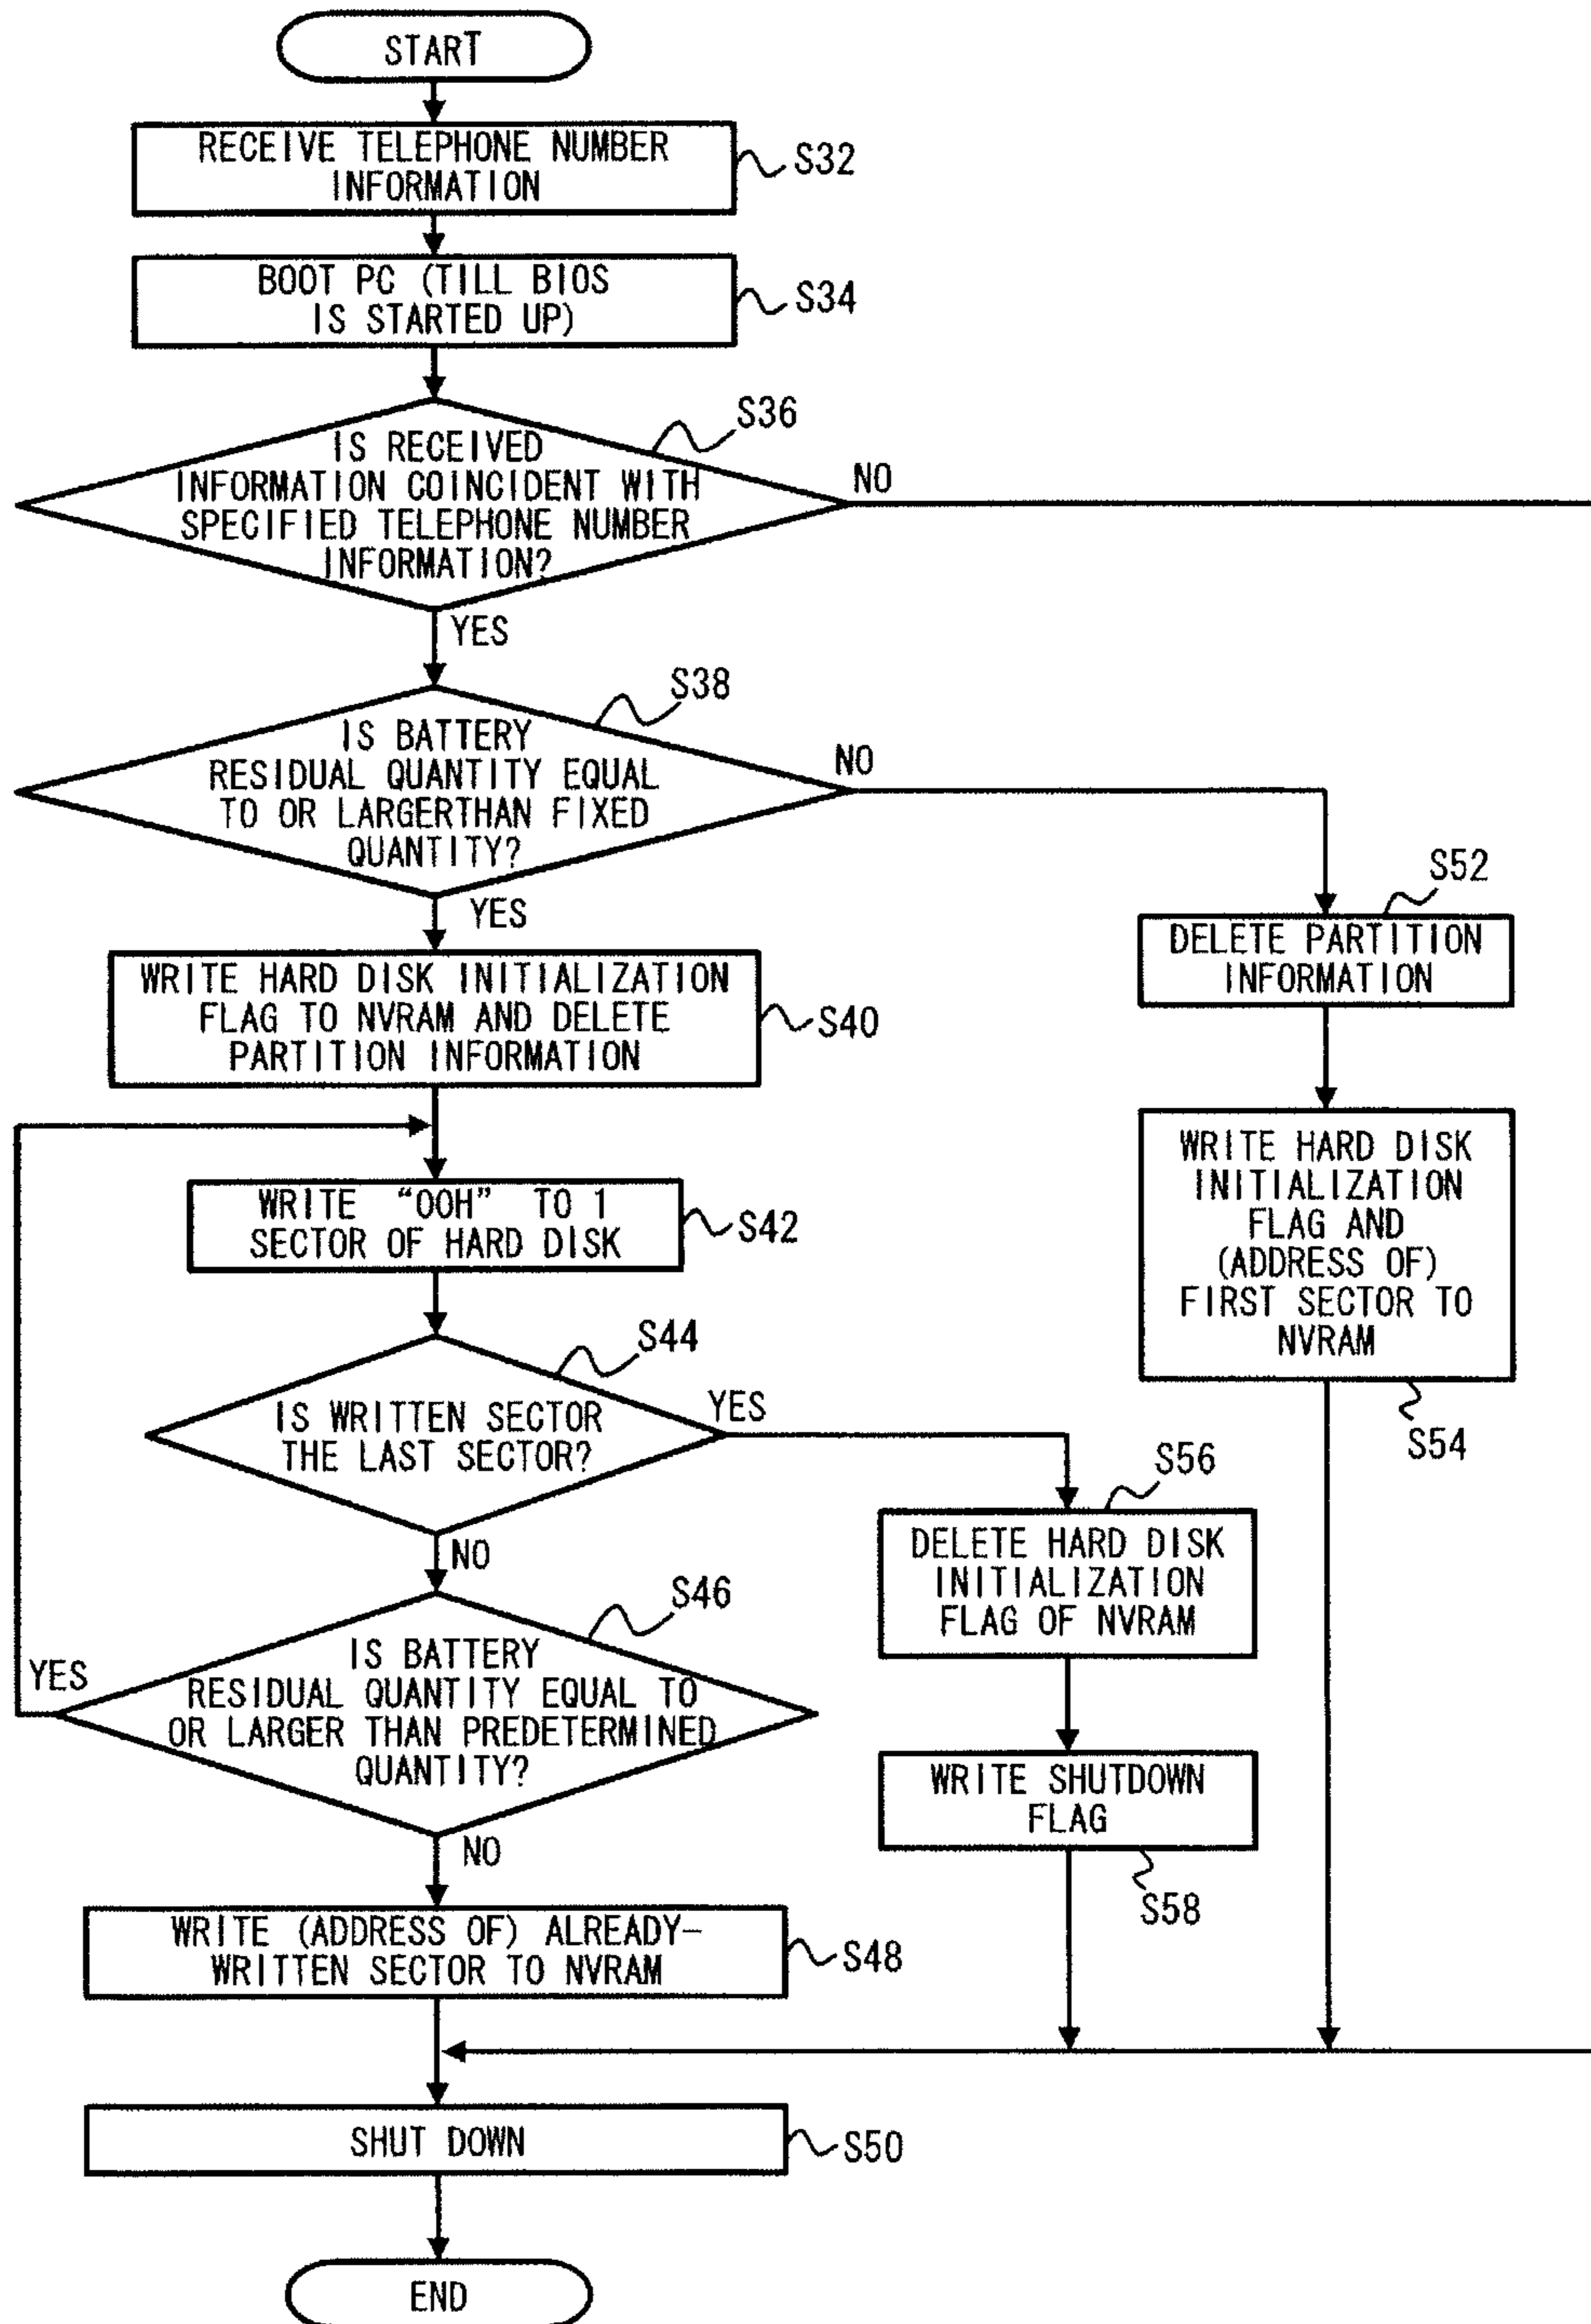 START
RECEIVE TELEPHONE NUMBER
INFORMATION
S32
BOOT PC (TILL BIOS
IS STARTED UP)
S34
S36
IS RECEIVED
INFORMATION COINCIDENT WITH
SPECIFIED TELEPHONE NUMBER
INFORMATION?
NO
YES
S38
IS BATTERY
RESIDUAL QUANTITY EQUAL
TO OR LARGERTHAN FIXED
QUANTITY?
NO
YES
S52
DELETE PARTITION
INFORMATION
WRITE HARD DISK INITIALIZATION
FLAG TO NVRAM AND DELETE
PARTITION INFORMATION
S40
WRITE HARD DISK
INITIALIZATION
FLAG AND
(ADDRESS OF)
FIRST SECTOR TO
NVRAM
S54
WRITE "00H" TO 1
SECTOR OF HARD DISK
S42
S44
IS WRITTEN SECTOR
THE LAST SECTOR?
YES
NO
S56
DELETE HARD DISK
INITIALIZATION
FLAG OF NVRAM
S46
IS BATTERY
RESIDUAL QUANTITY EQUAL TO
OR LARGER THAN PREDETERMINED
QUANTITY?
YES
NO
WRITE SHUTDOWN
FLAG
S58
WRITE (ADDRESS OF) ALREADY-
WRITTEN SECTOR TO NVRAM
S48
SHUT DOWN
S50
END